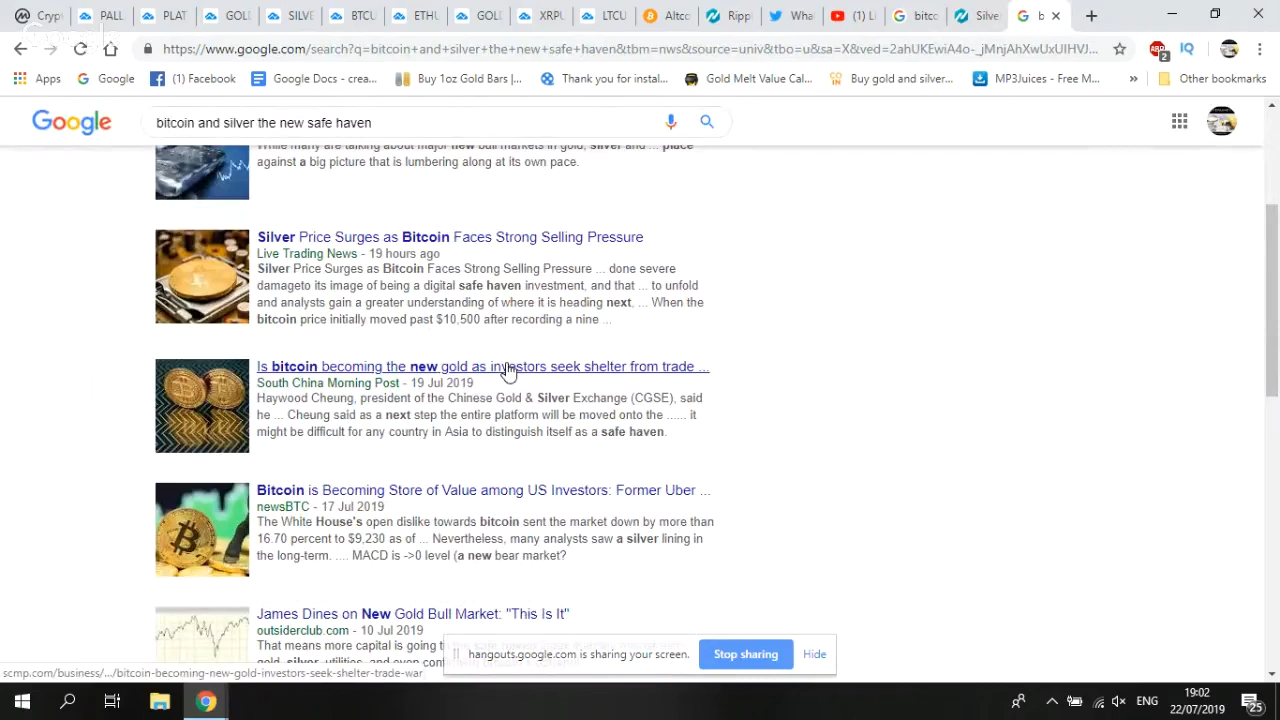 Cryp
PALL
PLAT
GOLD
SILVE
BTCU
ETHU
GOLD
XRPU
LTCU
Altco
Rippl
Wha
(1) L
bitco
Silve
b
https://www.google.com/search?q=bitcoin+and+silver+the+new+safe+haven&tbm=nws&source=univ&tbo=u&sa=X&ved=2ahUKEwiA4o-_jMnjAhXwUxUIHVJ...
ABP
2
IQ
Apps
Google
(1) Facebook
Google Docs - crea...
Buy 1oz Gold Bars |...
Thank you for instal...
Gold Melt Value Cal...
COIN
Buy gold and silver...
MP3Juices - Free M...
»
Other bookmarks
Google
bitcoin and silver the new safe haven
While many are talking about major new bull markets in gold, silver and ... place
against a big picture that is lumbering along at its own pace.
Silver Price Surges as Bitcoin Faces Strong Selling Pressure
Live Trading News - 19 hours ago
Silver Price Surges as Bitcoin Faces Strong Selling Pressure ... done severe
damageto its image of being a digital safe haven investment, and that ... to unfold
and analysts gain a greater understanding of where it is heading next, ... When the
bitcoin price initially moved past $10,500 after recording a nine ...
Is bitcoin becoming the new gold as investors seek shelter from trade ...
South China Morning Post - 19 Jul 2019
Haywood Cheung, president of the Chinese Gold & Silver Exchange (CGSE), said
he ... Cheung said as a next step the entire platform will be moved onto the ...... it
might be difficult for any country in Asia to distinguish itself as a safe haven.
Bitcoin is Becoming Store of Value among US Investors: Former Uber ...
newsBTC - 17 Jul 2019
The White House's open dislike towards bitcoin sent the market down by more than
16.70 percent to $9,230 as of ... Nevertheless, many analysts saw a silver lining in
the long-term. .... MACD is ->0 level (a new bear market?
James Dines on New Gold Bull Market: "This Is It"
outsiderclub.com - 10 Jul 2019
That means more capital is going to
gold, silver, utilities, and even
hangouts.google.com is sharing your screen.
Stop sharing
Hide
scmp.com/business/.../bitcoin-becoming-new-gold-investors-seek-shelter-trade-war
ENG
19:02
22/07/2019
25